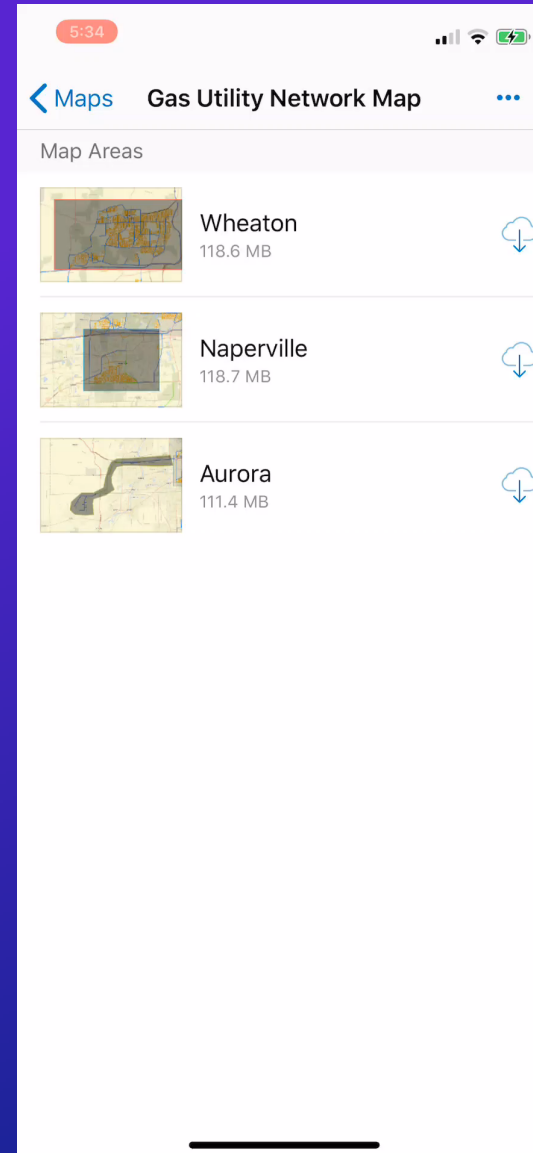 5:34
Maps Gas Utility Network Map
Map Areas
Wheaton
118.6 MB
Naperville
118.7 MB
Aurora
111.4 MB